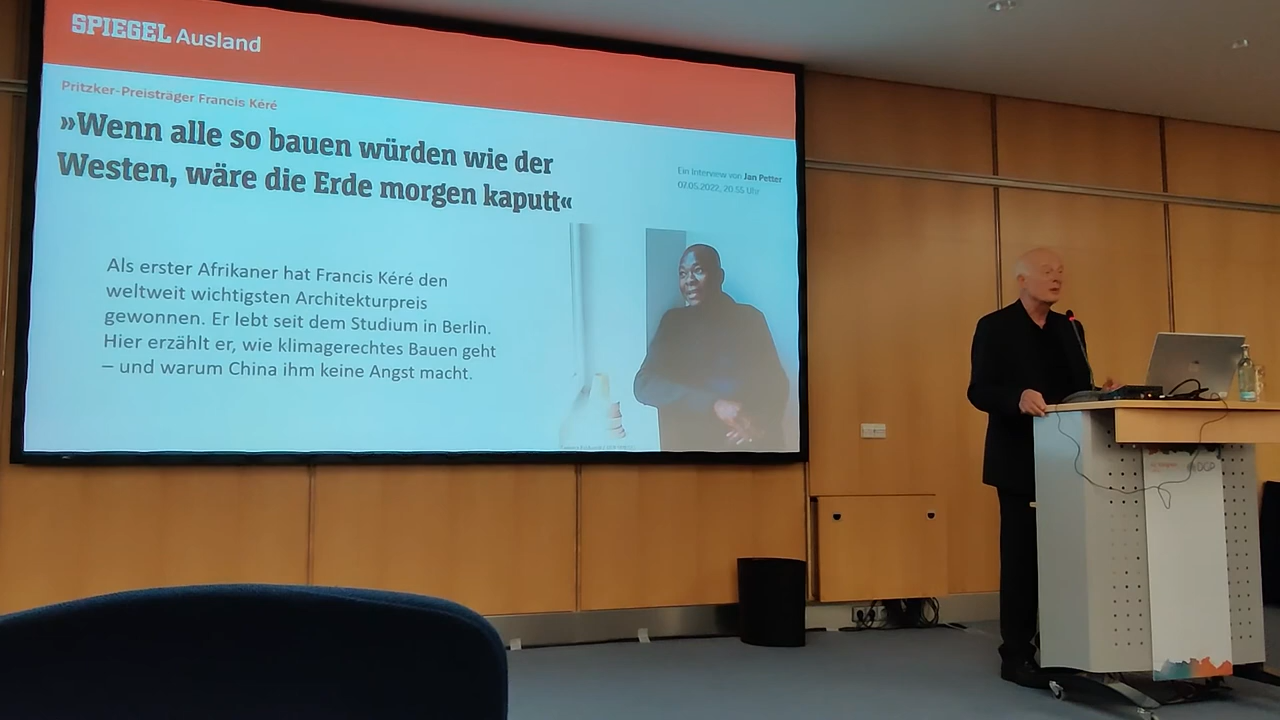 SPIEGEL Ausland
Pritzker-Preisträger Francis Kéré
»Wenn alle so bauen würden wie der
Westen, wäre die Erde morgen kaputt«
Ein Interview von Jan Petter
07.05.2022, 20.55 Uhr
Als erster Afrikaner hat Francis Kéré den
weltweit wichtigsten Architekturpreis
gewonnen. Er lebt seit dem Studium in Berlin.
Hier erzählt er, wie klimagerechtes Bauen geht
– und warum China ihm keine Angst macht.
DGP